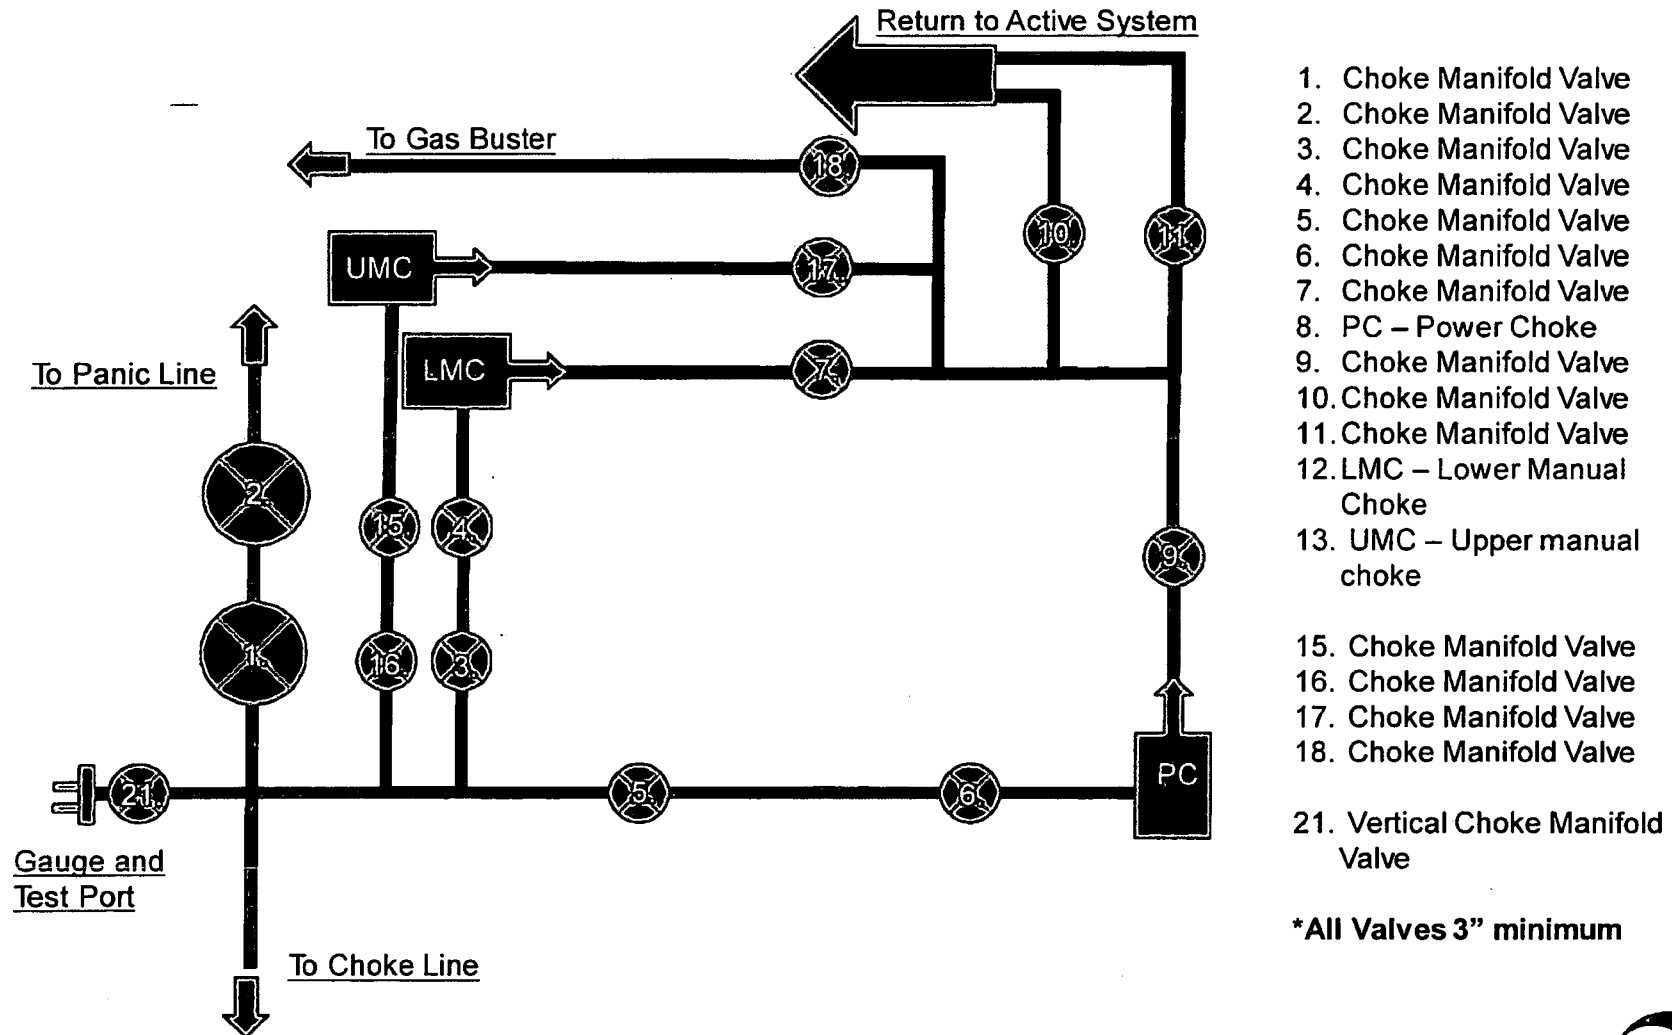 Return to Active System
To Gas Buster
18.
10.
11.
UMC
17.
To Panic Line
LMC
7.
2.
15.
4.
9.
1.
16.
3.
PC
21.
5.
6.
Gauge and
Test Port
To Choke Line
1. Choke Manifold Valve
2. Choke Manifold Valve
3. Choke Manifold Valve
4. Choke Manifold Valve
5. Choke Manifold Valve
6. Choke Manifold Valve
7. Choke Manifold Valve
8. PC – Power Choke
9. Choke Manifold Valve
10. Choke Manifold Valve
11. Choke Manifold Valve
12. LMC – Lower Manual
Choke
13. UMC – Upper manual
choke
15. Choke Manifold Valve
16. Choke Manifold Valve
17. Choke Manifold Valve
18. Choke Manifold Valve
21. Vertical Choke Manifold
Valve
*All Valves 3" minimum